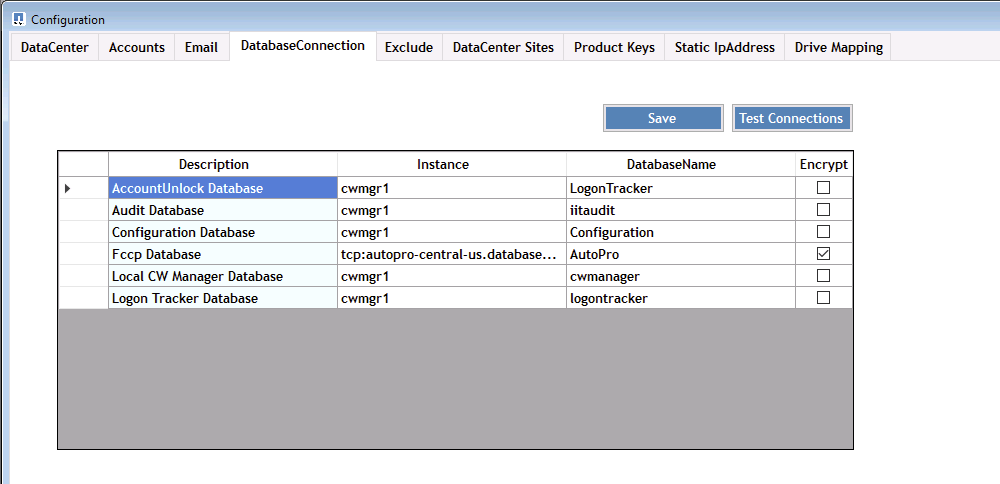 Configuration
DataCenter Accounts Email DatabaseConnection Exclude DataCenter Sites Product Keys Static IpAddress Drive Mapping
Save Test Connections
Description Instance DatabaseName Encrypt
AccountUnlock Database cwmgr1 LogonTracker
Audit Database cwmgr1 iitaudit
Configuration Database cwmgr1 Configuration
Fccp Database tcp:autopro-central-us.database... AutoPro
Local CW Manager Database cwmgr1 cwmanager
Logon Tracker Database cwmgr1 logontracker